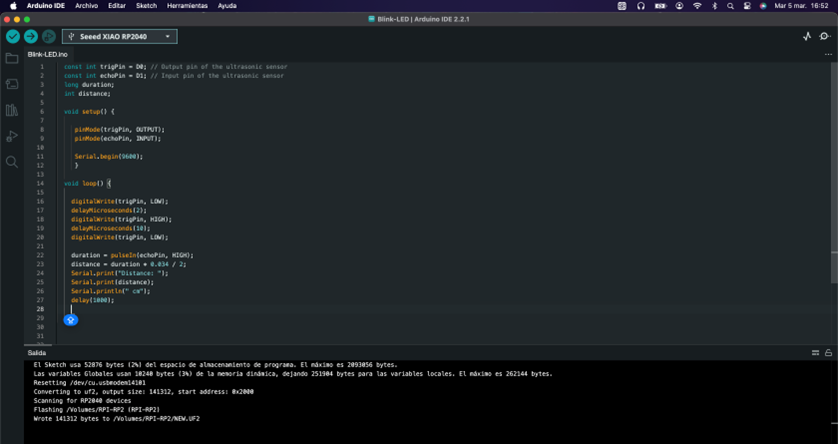 Arduino IDE Archivo Editar Sketch Herramientas Ayuda Mar 5 mar. 16:52
Blink-LED | Arduino IDE 2.2.1
Seeed XIAO RP2040
Blink-LED.ino
1 const int trigPin = D0; // Output pin of the ultrasonic sensor
2 const int echoPin = D1; // Input pin of the ultrasonic sensor
3 long duration;
4 int distance;
5
6 void setup() {
7
8 pinMode(trigPin, OUTPUT);
9 pinMode(echoPin, INPUT);
10
11 Serial.begin(9600);
12 }
13
14 void loop() {
15
16 digitalWrite(trigPin, LOW);
17 delayMicroseconds(2);
18 digitalWrite(trigPin, HIGH);
19 delayMicroseconds(10);
20 digitalWrite(trigPin, LOW);
21
22 duration = pulseIn(echoPin, HIGH);
23 distance = duration * 0.034 / 2;
24 Serial.print("Distance: ");
25 Serial.print(distance);
26 Serial.println(" cm");
27 delay(1000);
28
29
30
31
Salida
El Sketch usa 52876 bytes (2%) del espacio de almacenamiento de programa. El máximo es 2093056 bytes.
Las variables Globales usan 10240 bytes (3%) de la memoria dinámica, dejando 251904 bytes para las variables locales. El máximo es 262144 bytes.
Resetting /dev/cu.usbmodem14101
Converting to uf2, output size: 141312, start address: 0x2000
Scanning for RP2040 devices
Flashing /Volumes/RPI-RP2 (RPI-RP2)
Wrote 141312 bytes to /Volumes/RPI-RP2/NEW.UF2